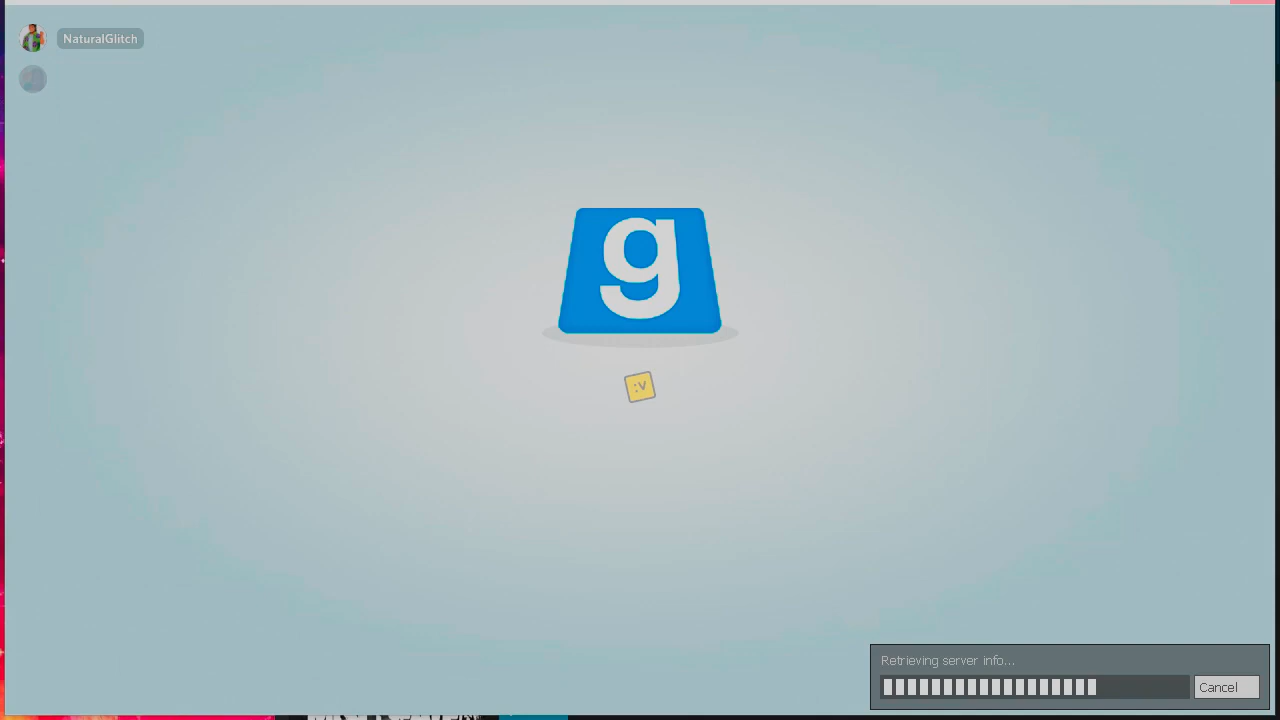 NaturalGlitch
g
:v
Retrieving server info...
Cancel